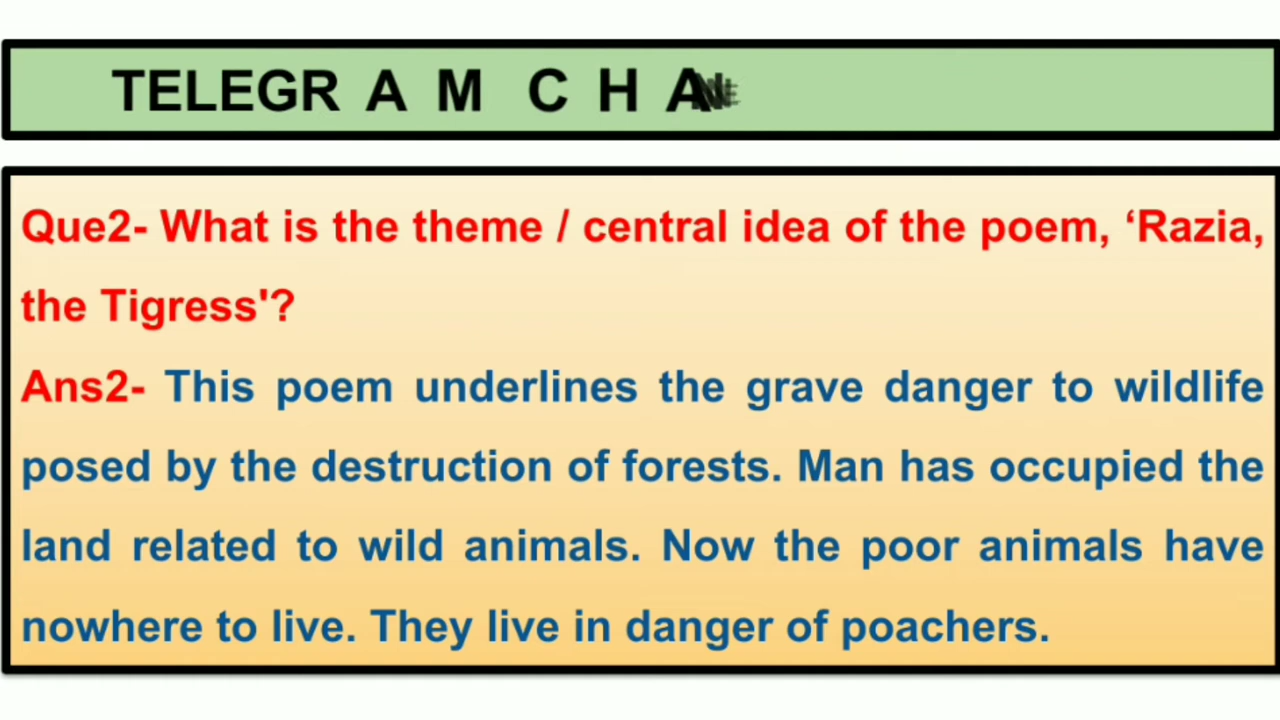 TELEGR A M C H A
Que2- What is the theme / central idea of the poem, ‘Razia,
the Tigress'?
Ans2- This poem underlines the grave danger to wildlife
posed by the destruction of forests. Man has occupied the
land related to wild animals. Now the poor animals have
nowhere to live. They live in danger of poachers.